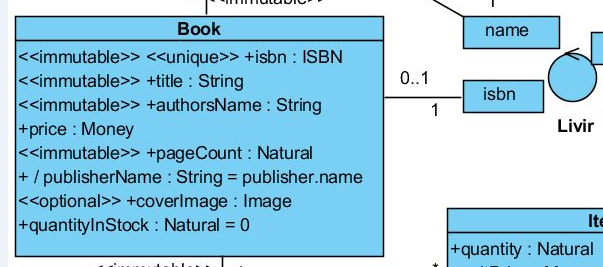 <<immutable>>
Book
<<immutable>> <<unique>> +isbn : ISBN
<<immutable>> +title : String
<<immutable>> +authorsName : String
+price : Money
<<immutable>> +pageCount : Natural
+ / publisherName : String = publisher.name
<<optional>> +coverImage : Image
+quantityInStock : Natural = 0
name
0..1
1
isbn
Livir
Ite
+quantity : Natural
<<immutable>>
*